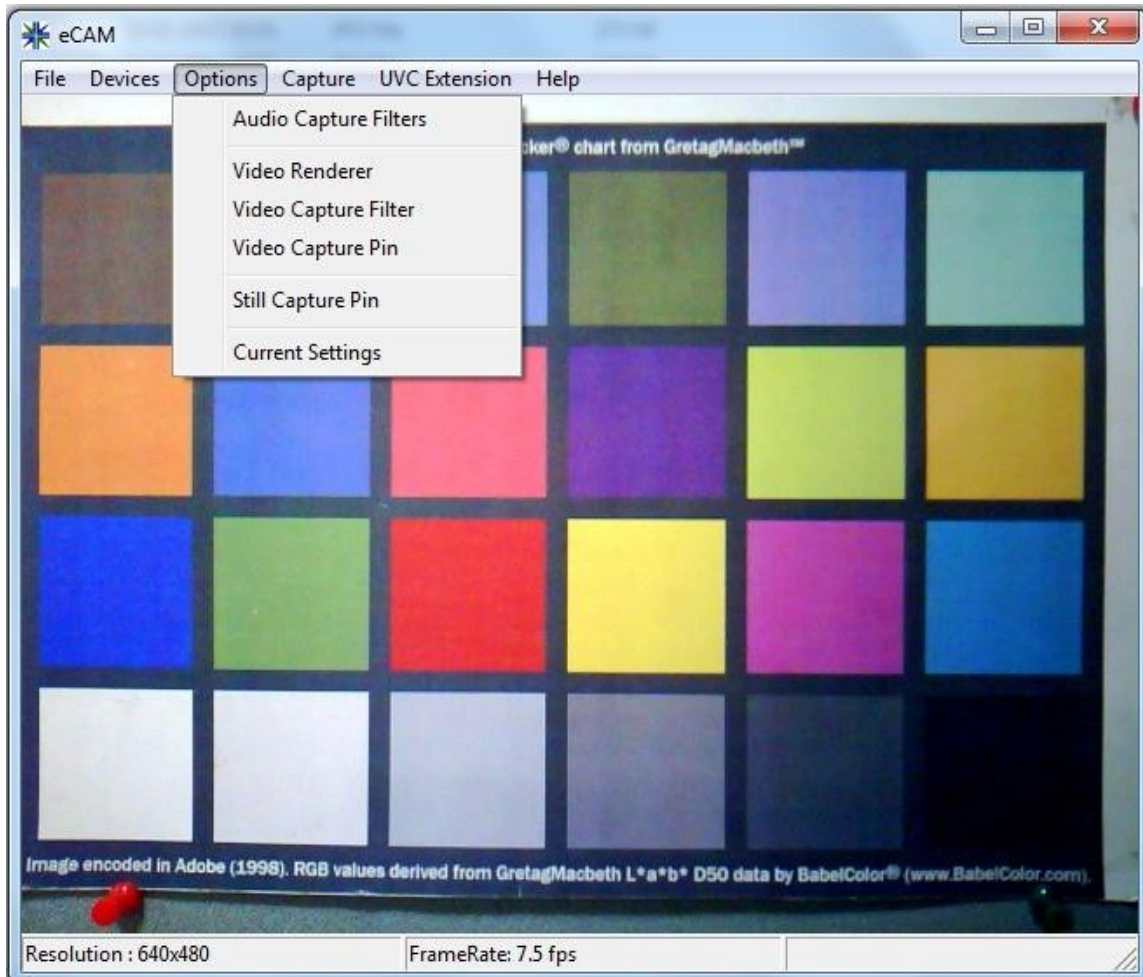 eCAM
File Devices Options Capture UVC Extension Help
Audio Capture Filters
Video Renderer
Video Capture Filter
Video Capture Pin
Still Capture Pin
Current Settings
cker® chart from GretagMacbeth™
Image encoded in Adobe (1998). RGB values derived from GretagMacbeth L*a*b* D50 data by BabelColor® (www.BabelColor.com).
Resolution : 640x480 FrameRate: 7.5 fps